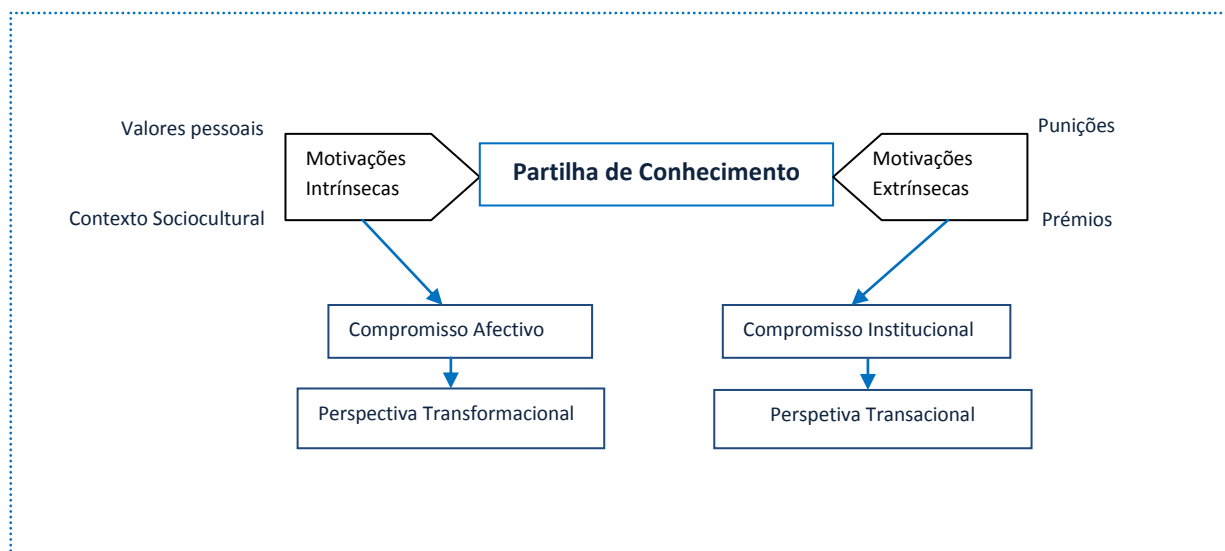 Valores pessoais
Punições
Motivações
Intrínsecas
Partilha de Conhecimento
Motivações
Extrínsecas
Contexto Sociocultural
Prémios
Compromisso Afectivo
Compromisso Institucional
Perspectiva Transformacional
Perspetiva Transacional